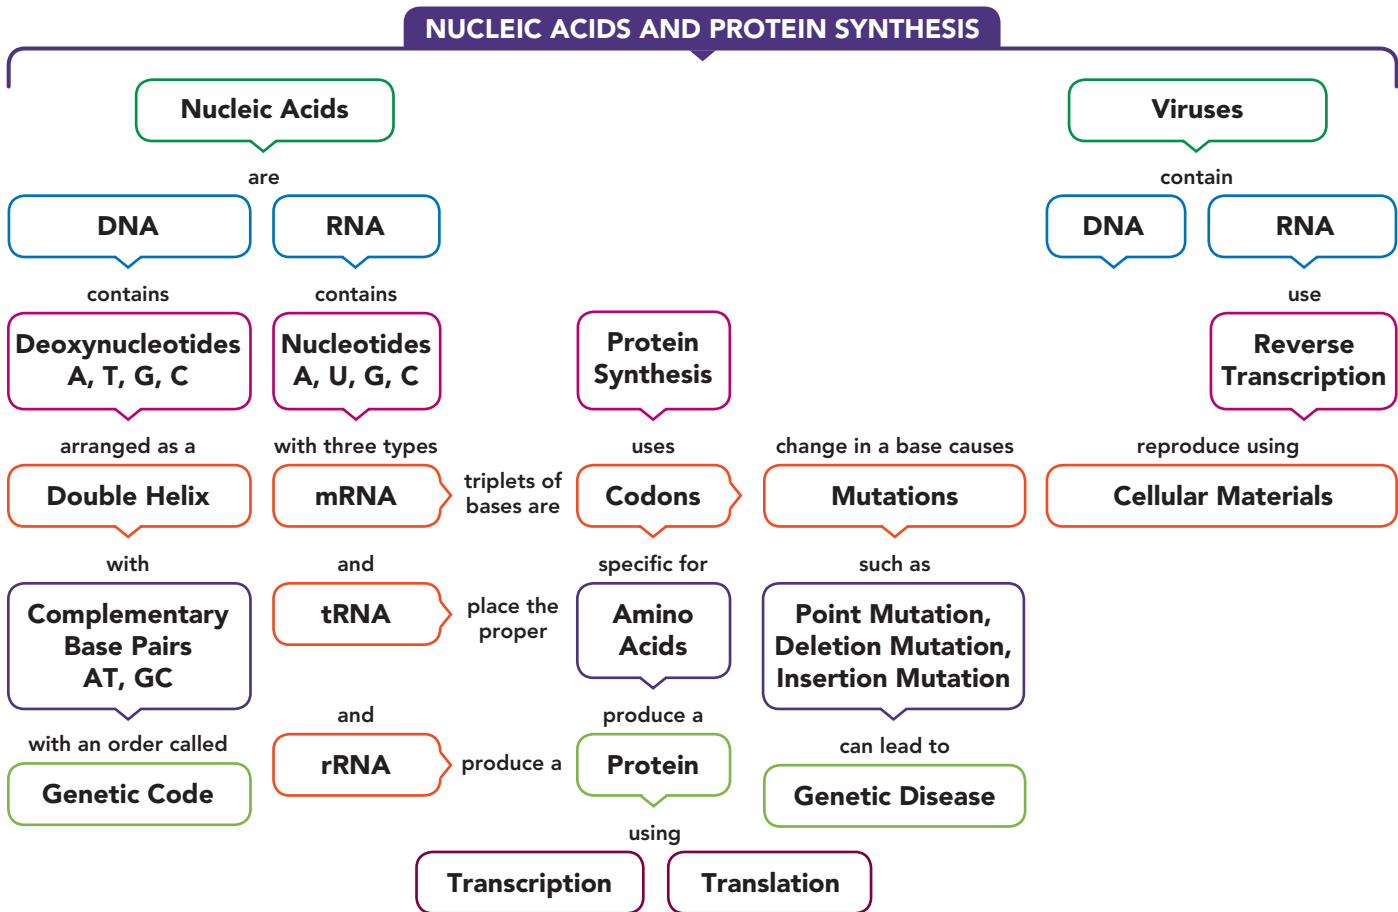 NUCLEIC ACIDS AND PROTEIN SYNTHESIS
Nucleic Acids
Viruses
are
contain
DNA
RNA
DNA
RNA
contains
contains
use
Deoxynucleotides
A, T, G, C
Nucleotides
A, U, G, C
Protein
Synthesis
Reverse
Transcription
arranged as a
with three types
uses
change in a base causes
reproduce using
Double Helix
mRNA
triplets of
bases are
Codons
Mutations
Cellular Materials
with
and
specific for
such as
Complementary
Base Pairs
AT, GC
tRNA
place the
proper
Amino
Acids
Point Mutation,
Deletion Mutation,
Insertion Mutation
with an order called
and
produce a
can lead to
Genetic Code
rRNA
produce a
Protein
Genetic Disease
using
Transcription
Translation